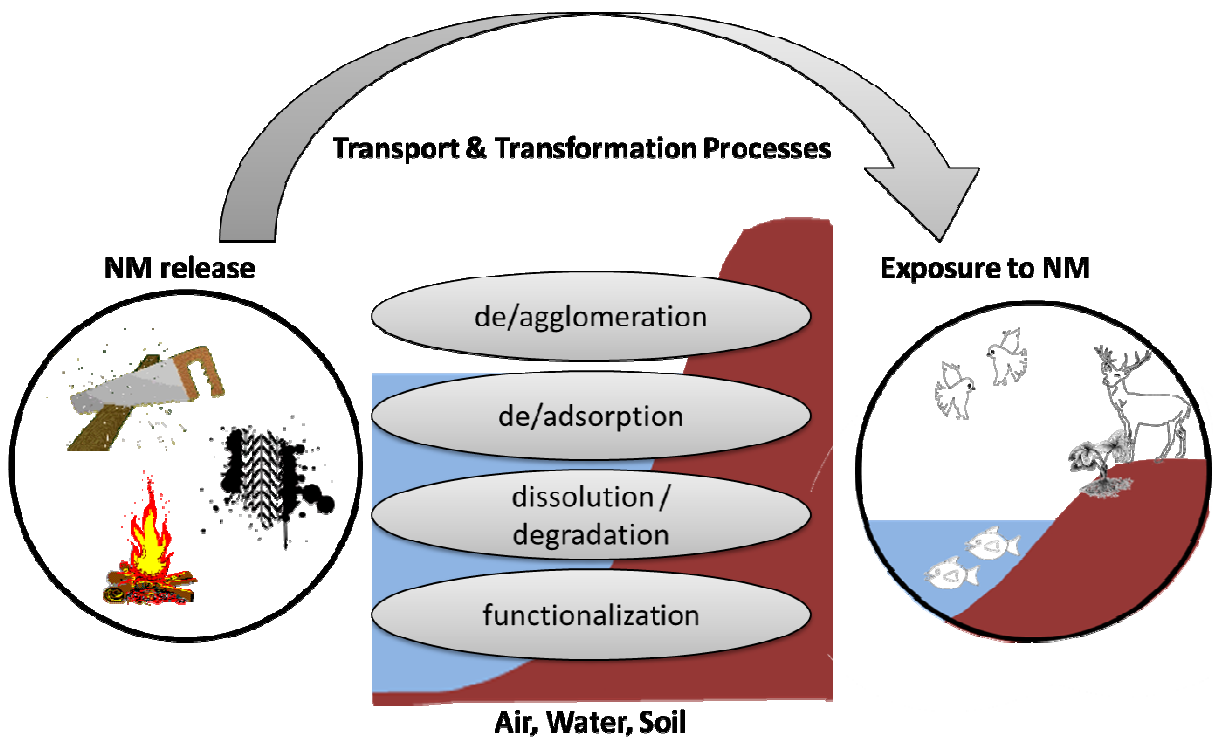 Transport & Transformation Processes
NM release
Exposure to NM
de/agglomeration
de/adsorption
dissolution /
degradation
functionalization
Air, Water, Soil